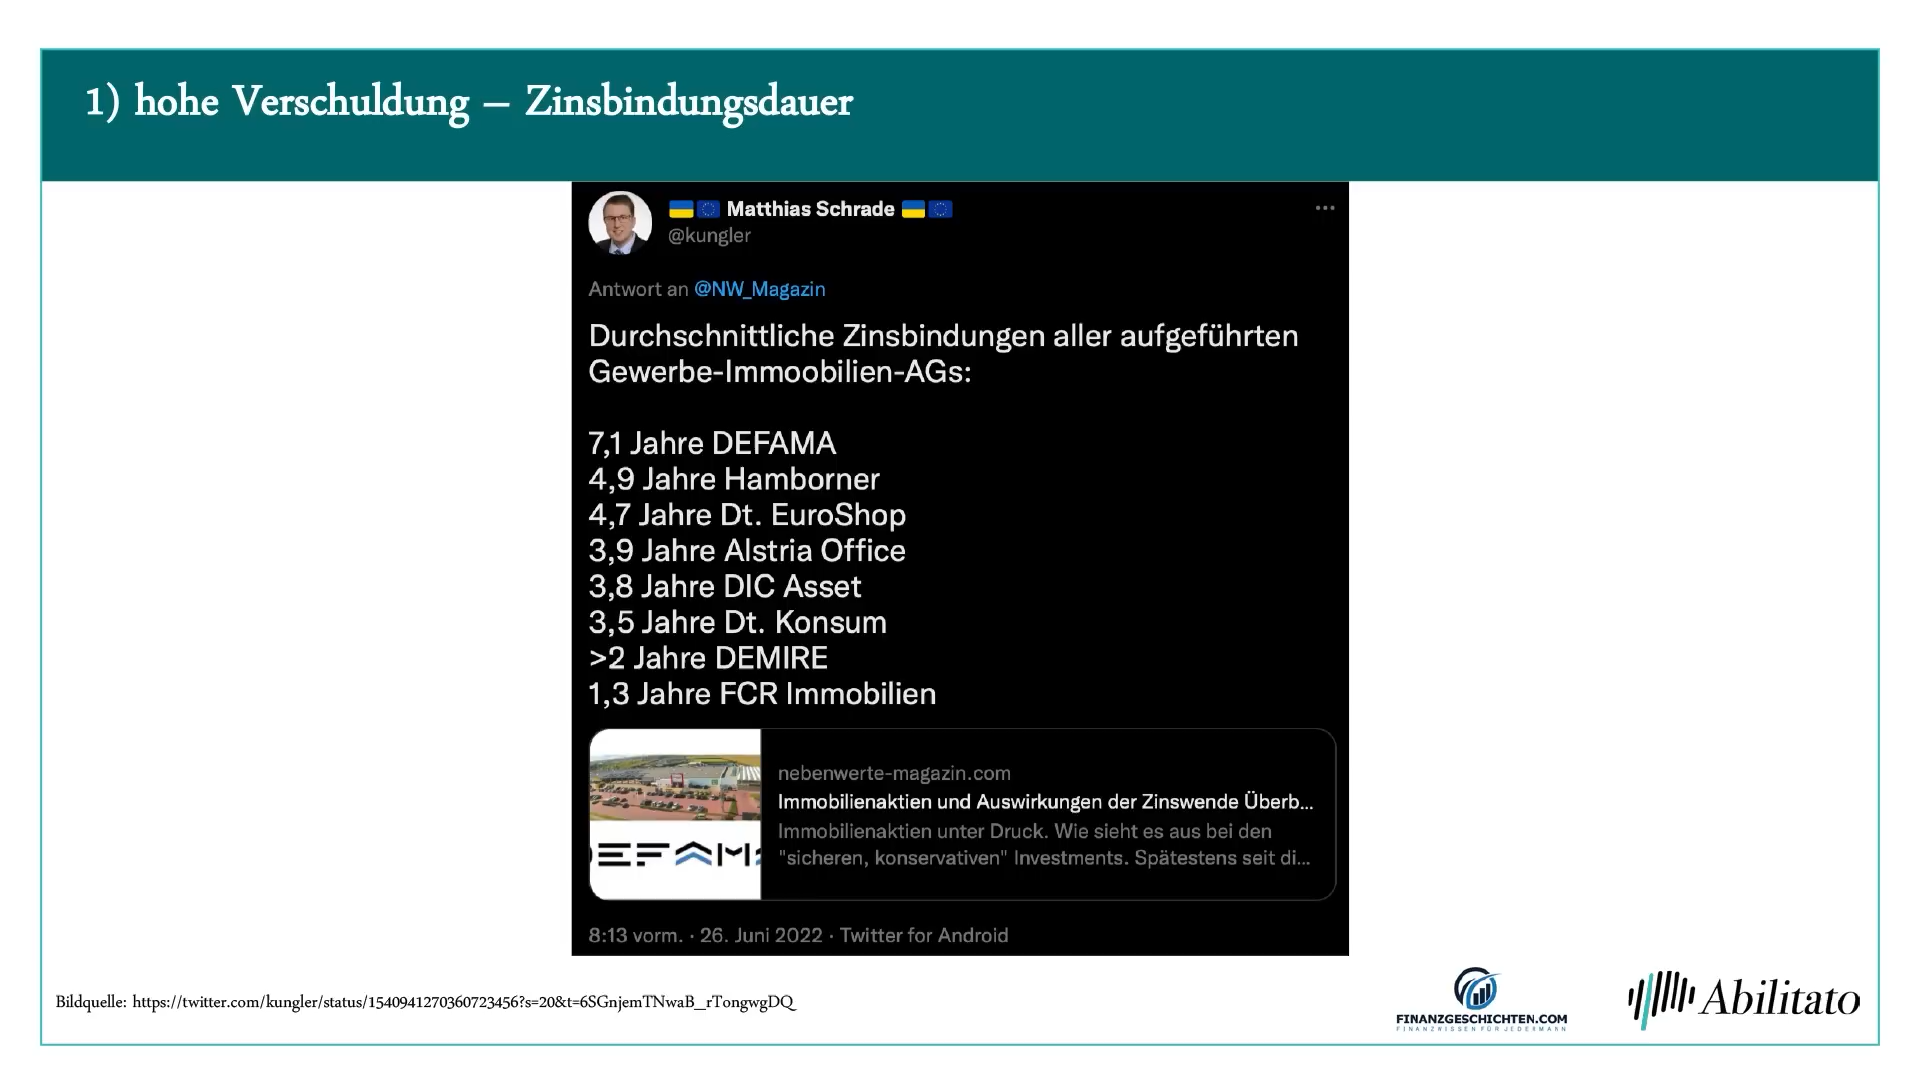 1) hohe Verschuldung – Zinsbindungsdauer
Matthias Schrade
@kungler
Antwort an @NW_Magazin
Durchschnittliche Zinsbindungen aller aufgeführten
Gewerbe-Immoobilien-AGs:
7,1 Jahre DEFAMA
4,9 Jahre Hamborner
4,7 Jahre Dt. EuroShop
3,9 Jahre Alstria Office
3,8 Jahre DIC Asset
3,5 Jahre Dt. Konsum
>2 Jahre DEMIRE
1,3 Jahre FCR Immobilien
nebenwerte-magazin.com
Immobilienaktien und Auswirkungen der Zinswende Überb...
Immobilienaktien unter Druck. Wie sieht es aus bei den
"sicheren, konservativen" Investments. Spätestens seit di...
DEFAMA
8:13 vorm. · 26. Juni 2022 · Twitter for Android
Bildquelle: https://twitter.com/kungler/status/1540941270360723456?s=20&t=6SGnjemTNwaB_rTongwgDQ
FINANZGESCHICHTEN.COM
FINANZWISSEN FÜR JEDERMANN
Abilitato